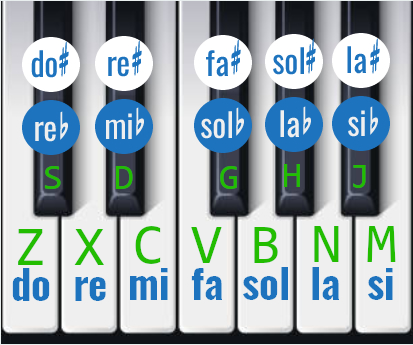 do♯ re♯ fa♯ sol♯ la♯
re♭ mi♭ sol♭ la♭ si♭
S D G H J
Z X C V B N M
do re mi fa sol la si